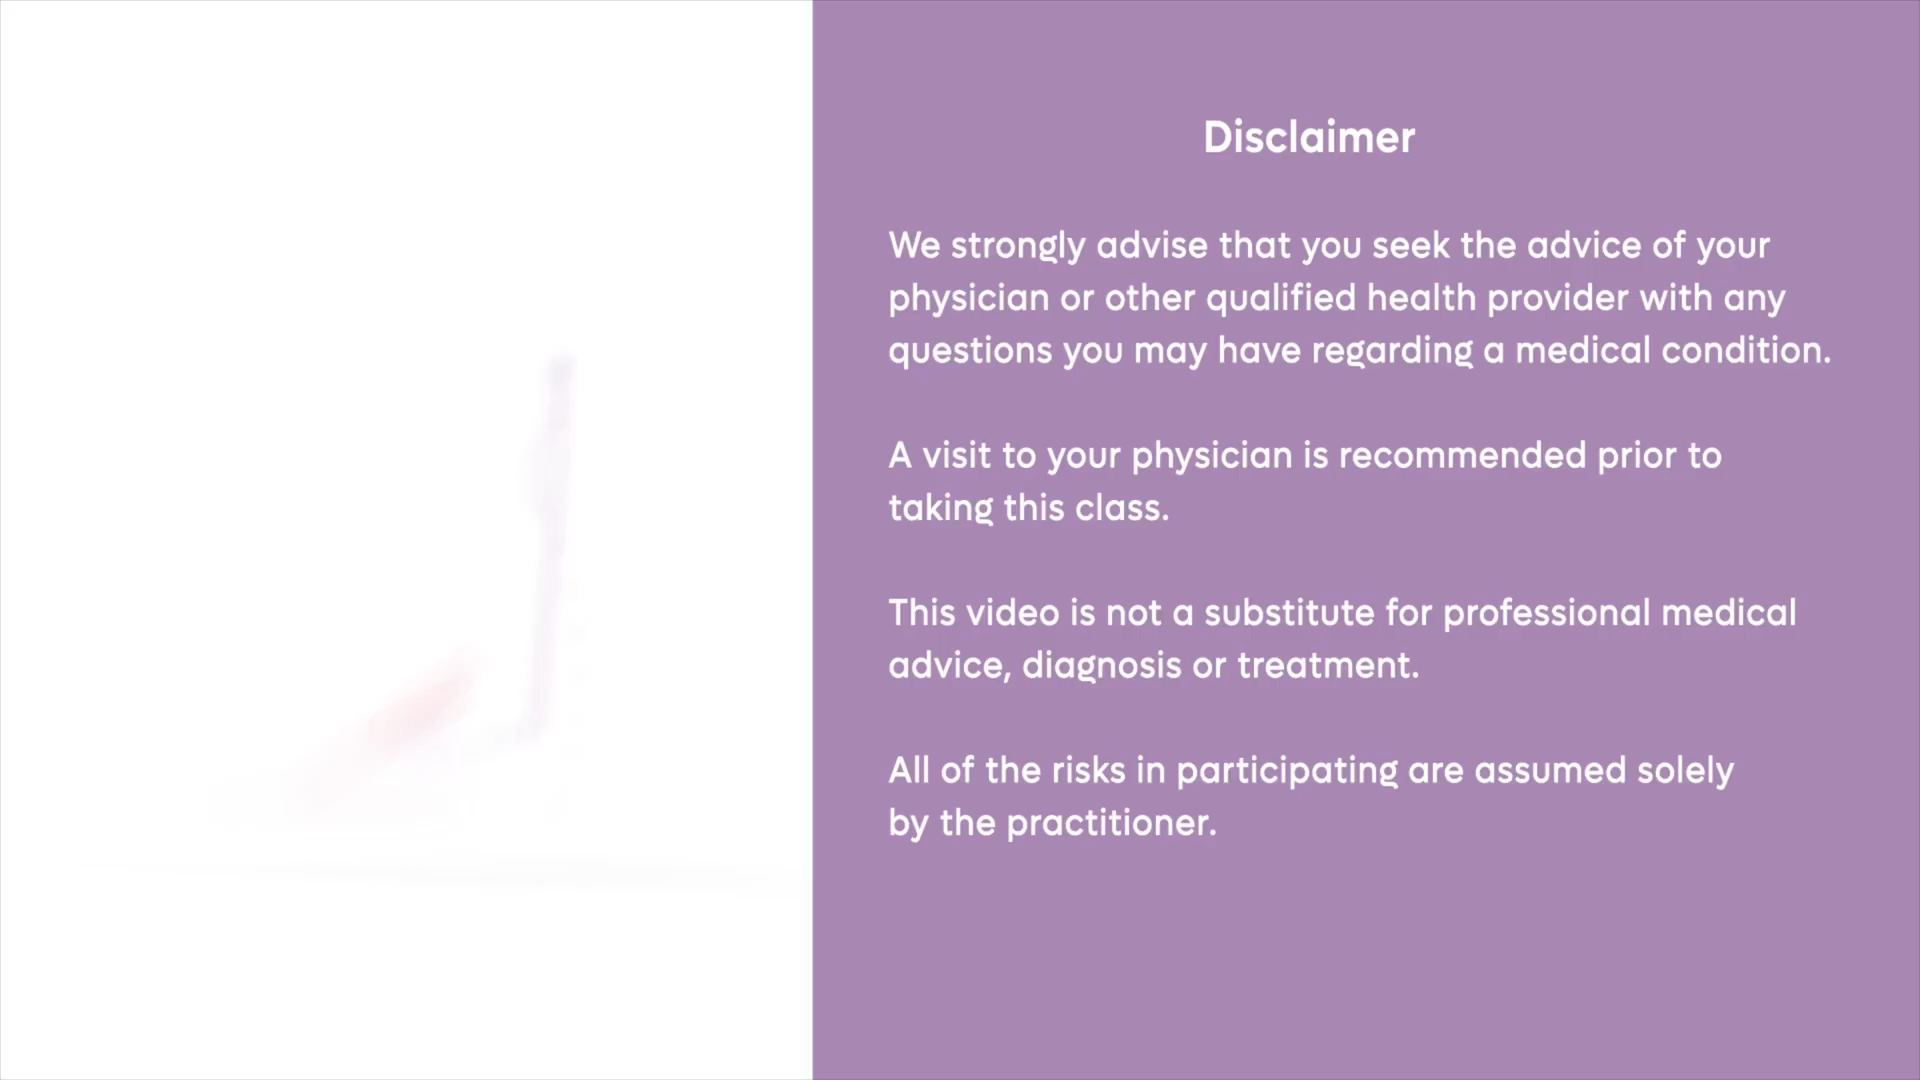 Disclaimer
We strongly advise that you seek the advice of your
physician or other qualified health provider with any
questions you may have regarding a medical condition.
A visit to your physician is recommended prior to
taking this class.
This video is not a substitute for professional medical
advice, diagnosis or treatment.
All of the risks in participating are assumed solely
by the practitioner.